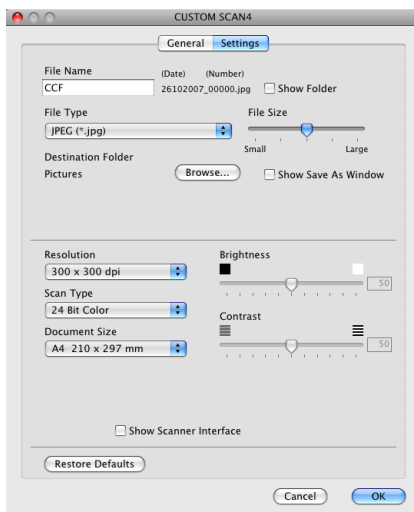 CUSTOM SCAN4
General Settings
File Name
(Date) (Number)
CCF
26102007_00000.jpg
Show Folder
File Type
File Size
JPEG (*.jpg)
Small Large
Destination Folder
Pictures
Browse...
Show Save As Window
Resolution
Brightness
300 x 300 dpi
50
Scan Type
24 Bit Color
Contrast
Document Size
A4 210 x 297 mm
50
Show Scanner Interface
Restore Defaults
Cancel OK